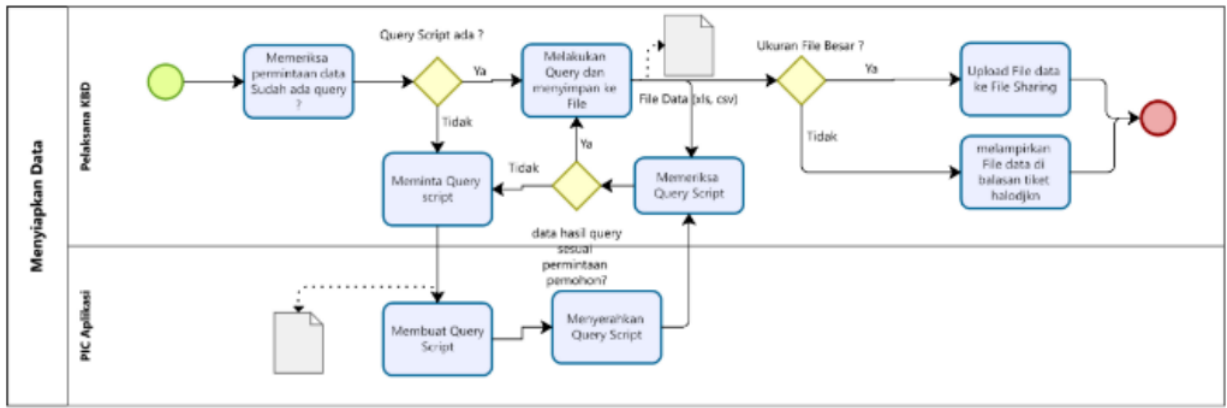 Menyiapkan Data
Pelaksana KBD
Memeriksa
permintaan data
Sudah ada query
?
Query Script ada ?
Ya
Tidak
Melakukan
Query dan
menyimpan ke
File
File Data (xls, csv)
Ukuran File Besar ?
Ya
Tidak
Upload File data
ke File Sharing
melampirkan
File data di
balasan tiket
halodjkn
Meminta Query
script
Tidak
Ya
Memeriksa
Query Script
data hasil query
sesuai
permintaan
pemohon?
PIC Aplikasi
Membuat Query
Script
Menyerahkan
Query Script